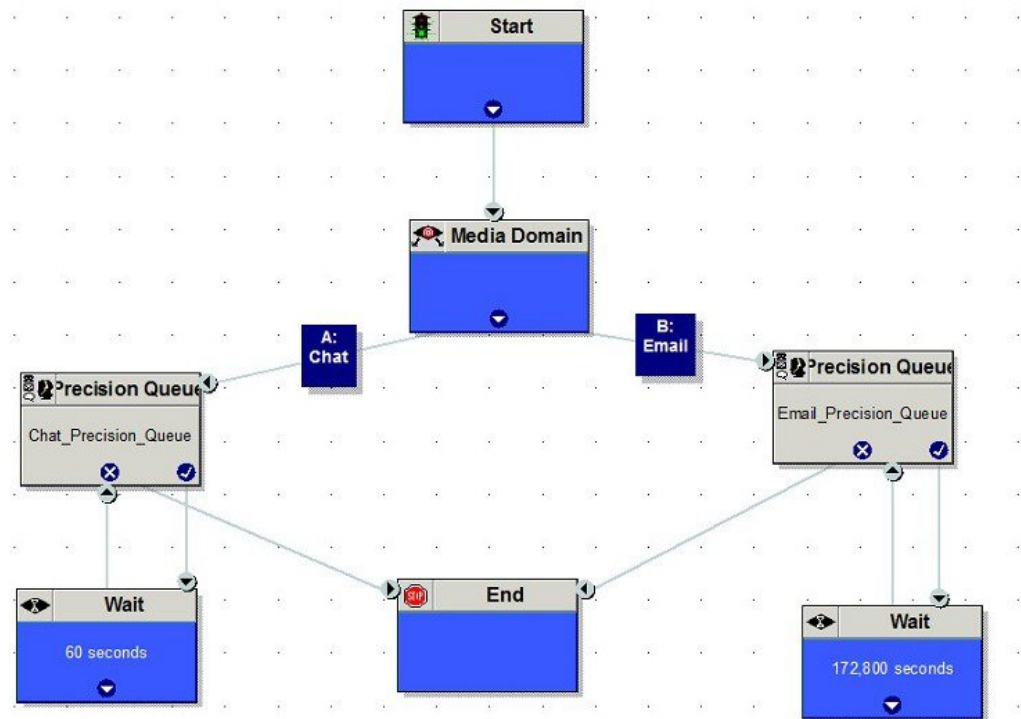 Start
Media Domain
A:
Chat
B:
Email
Precision Queue
Chat_Precision_Queue
Precision Queue
Email_Precision_Queue
Wait
60 seconds
STOP
End
Wait
172,800 seconds